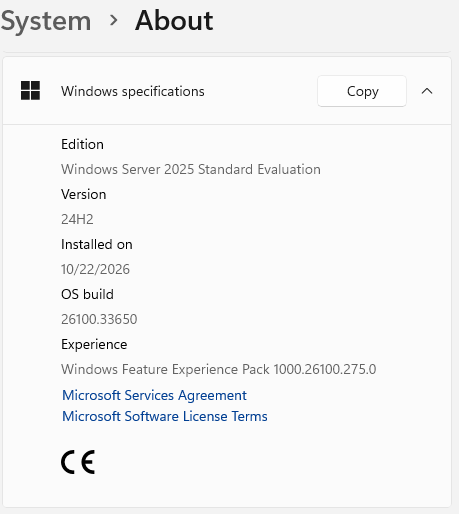 System > About
Windows specifications
Copy
Edition
Windows Server 2025 Standard Evaluation
Version
24H2
Installed on
10/22/2026
OS build
26100.33650
Experience
Windows Feature Experience Pack 1000.26100.275.0
Microsoft Services Agreement
Microsoft Software License Terms
CE